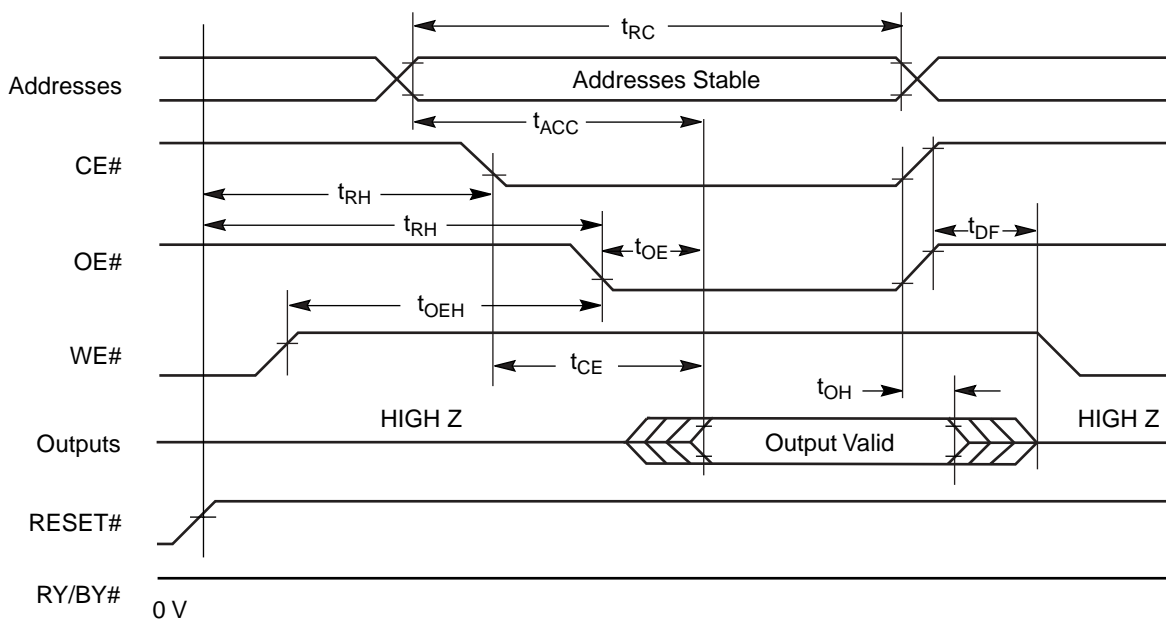 tRC
Addresses
Addresses Stable
tACC
CE#
tRH
tRH
OE#
tOE
tDF
tOEH
WE#
tCE
tOH
HIGH Z
HIGH Z
Outputs
Output Valid
RESET#
RY/BY#
0 V